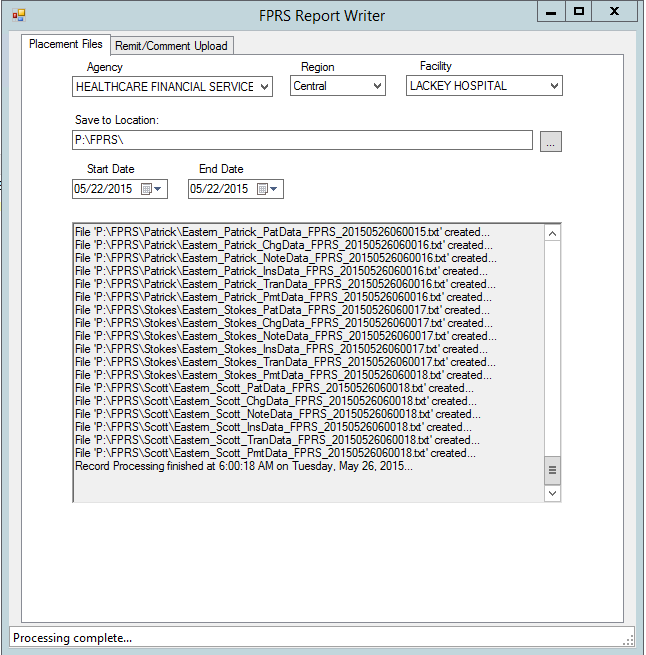 FPRS Report Writer
Placement Files Remit/Comment Upload
Agency Region Facility
HEALTHCARE FINANCIAL SERVICE Central LACKEY HOSPITAL
Save to Location:
P:\FPRS\
...
Start Date End Date
05/22/2015 05/22/2015
File 'P:\FPRS\Patrick\Eastern_Patrick_PatData_FPRS_20150526060015.txt' created...
File 'P:\FPRS\Patrick\Eastern_Patrick_ChgData_FPRS_20150526060016.txt' created...
File 'P:\FPRS\Patrick\Eastern_Patrick_NoteData_FPRS_20150526060016.txt' created...
File 'P:\FPRS\Patrick\Eastern_Patrick_InsData_FPRS_20150526060016.txt' created...
File 'P:\FPRS\Patrick\Eastern_Patrick_TranData_FPRS_20150526060016.txt' created...
File 'P:\FPRS\Patrick\Eastern_Patrick_PmtData_FPRS_20150526060016.txt' created...
File 'P:\FPRS\Stokes\Eastern_Stokes_PatData_FPRS_20150526060017.txt' created...
File 'P:\FPRS\Stokes\Eastern_Stokes_ChgData_FPRS_20150526060017.txt' created...
File 'P:\FPRS\Stokes\Eastern_Stokes_NoteData_FPRS_20150526060017.txt' created...
File 'P:\FPRS\Stokes\Eastern_Stokes_InsData_FPRS_20150526060017.txt' created...
File 'P:\FPRS\Stokes\Eastern_Stokes_TranData_FPRS_20150526060017.txt' created...
File 'P:\FPRS\Stokes\Eastern_Stokes_PmtData_FPRS_20150526060018.txt' created...
File 'P:\FPRS\Scott\Eastern_Scott_PatData_FPRS_20150526060018.txt' created...
File 'P:\FPRS\Scott\Eastern_Scott_ChgData_FPRS_20150526060018.txt' created...
File 'P:\FPRS\Scott\Eastern_Scott_NoteData_FPRS_20150526060018.txt' created...
File 'P:\FPRS\Scott\Eastern_Scott_InsData_FPRS_20150526060018.txt' created...
File 'P:\FPRS\Scott\Eastern_Scott_TranData_FPRS_20150526060018.txt' created...
File 'P:\FPRS\Scott\Eastern_Scott_PmtData_FPRS_20150526060018.txt' created...
Record Processing finished at 6:00:18 AM on Tuesday, May 26, 2015...
Processing complete...